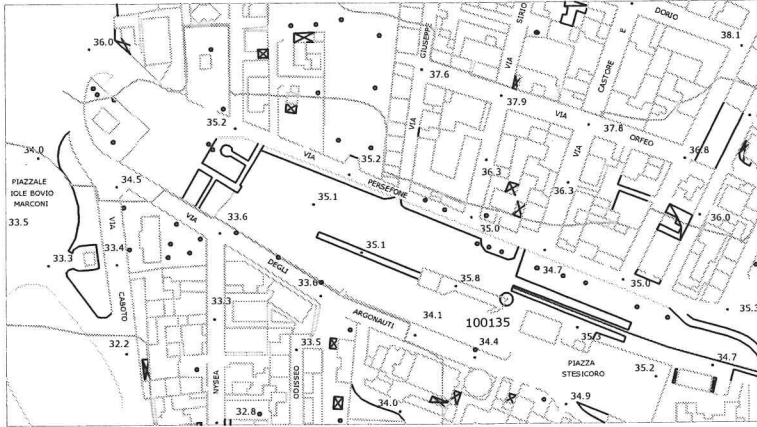 DORIO
36.0
38.1
GIUSEPPE
SIRIO
CASTORE E
VIA
37.6
37.9
VIA
ORFEO
37.8
35.2
VIA
VIA
36.8
34.0
VIA
PERSEFONE
35.2
36.3
VIA
36.3
PIAZZALE
IOLE BOVIO
MARCONI
34.5
VIA
35.1
36.0
33.5
33.6
35.0
33.4
VIA
CABOTO
33.3
DEGLI
35.1
34.7
35.8
35.0
33.6
ARGONAUTI
33.3
34.1
100135
35.3
35.3
32.2
33.5
34.4
PIAZZA
STESICORO
34.7
NYSEA
ODISSEO
35.2
32.8
34.0
34.9